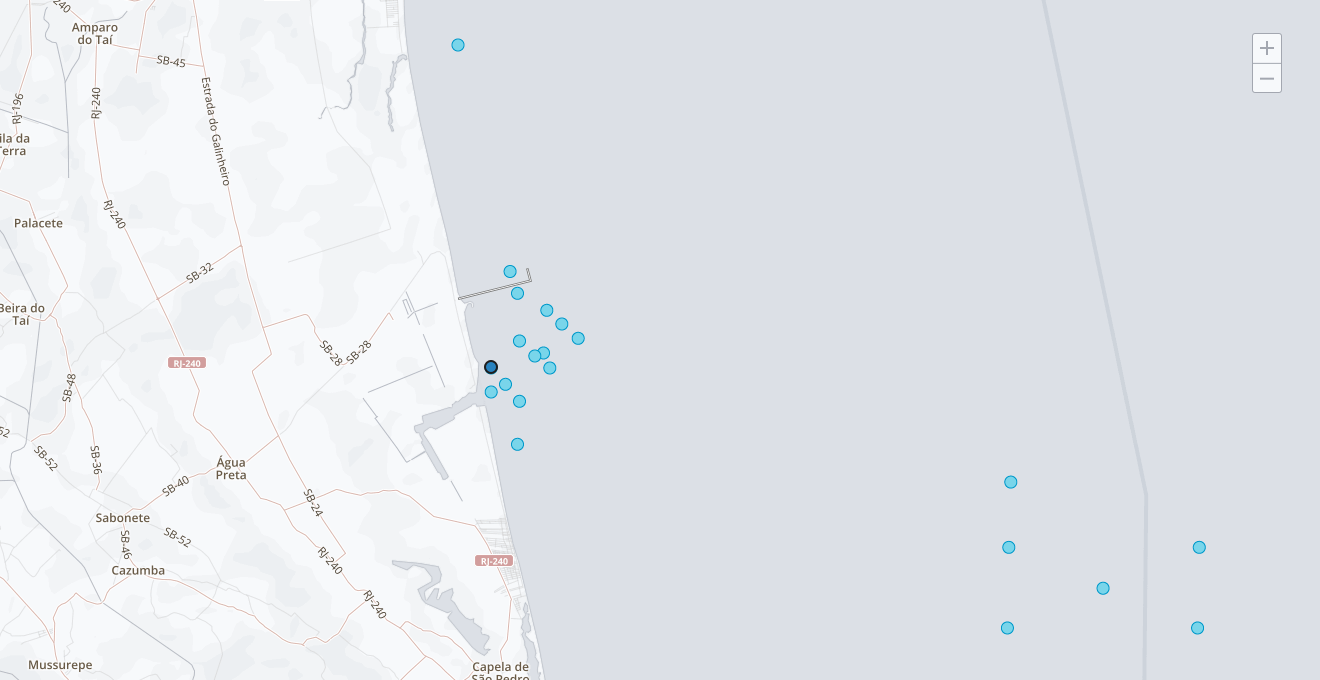 240
Amparo
do Taí
SB-45
RJ-196
RJ-240
Estrada do Galinheiro
ila da
Terra
RJ-240
Palacete
SB-32
Beira do
Taí
SB-28
SB-28
RJ-240
SB-48
52
SB-52
SB-36
Água
Preta
SB-40
SB-24
Sabonete
SB-46
SB-52
RJ-240
RJ-240
Cazumba
RJ-240
Mussurepe
Capela de
São Pedro